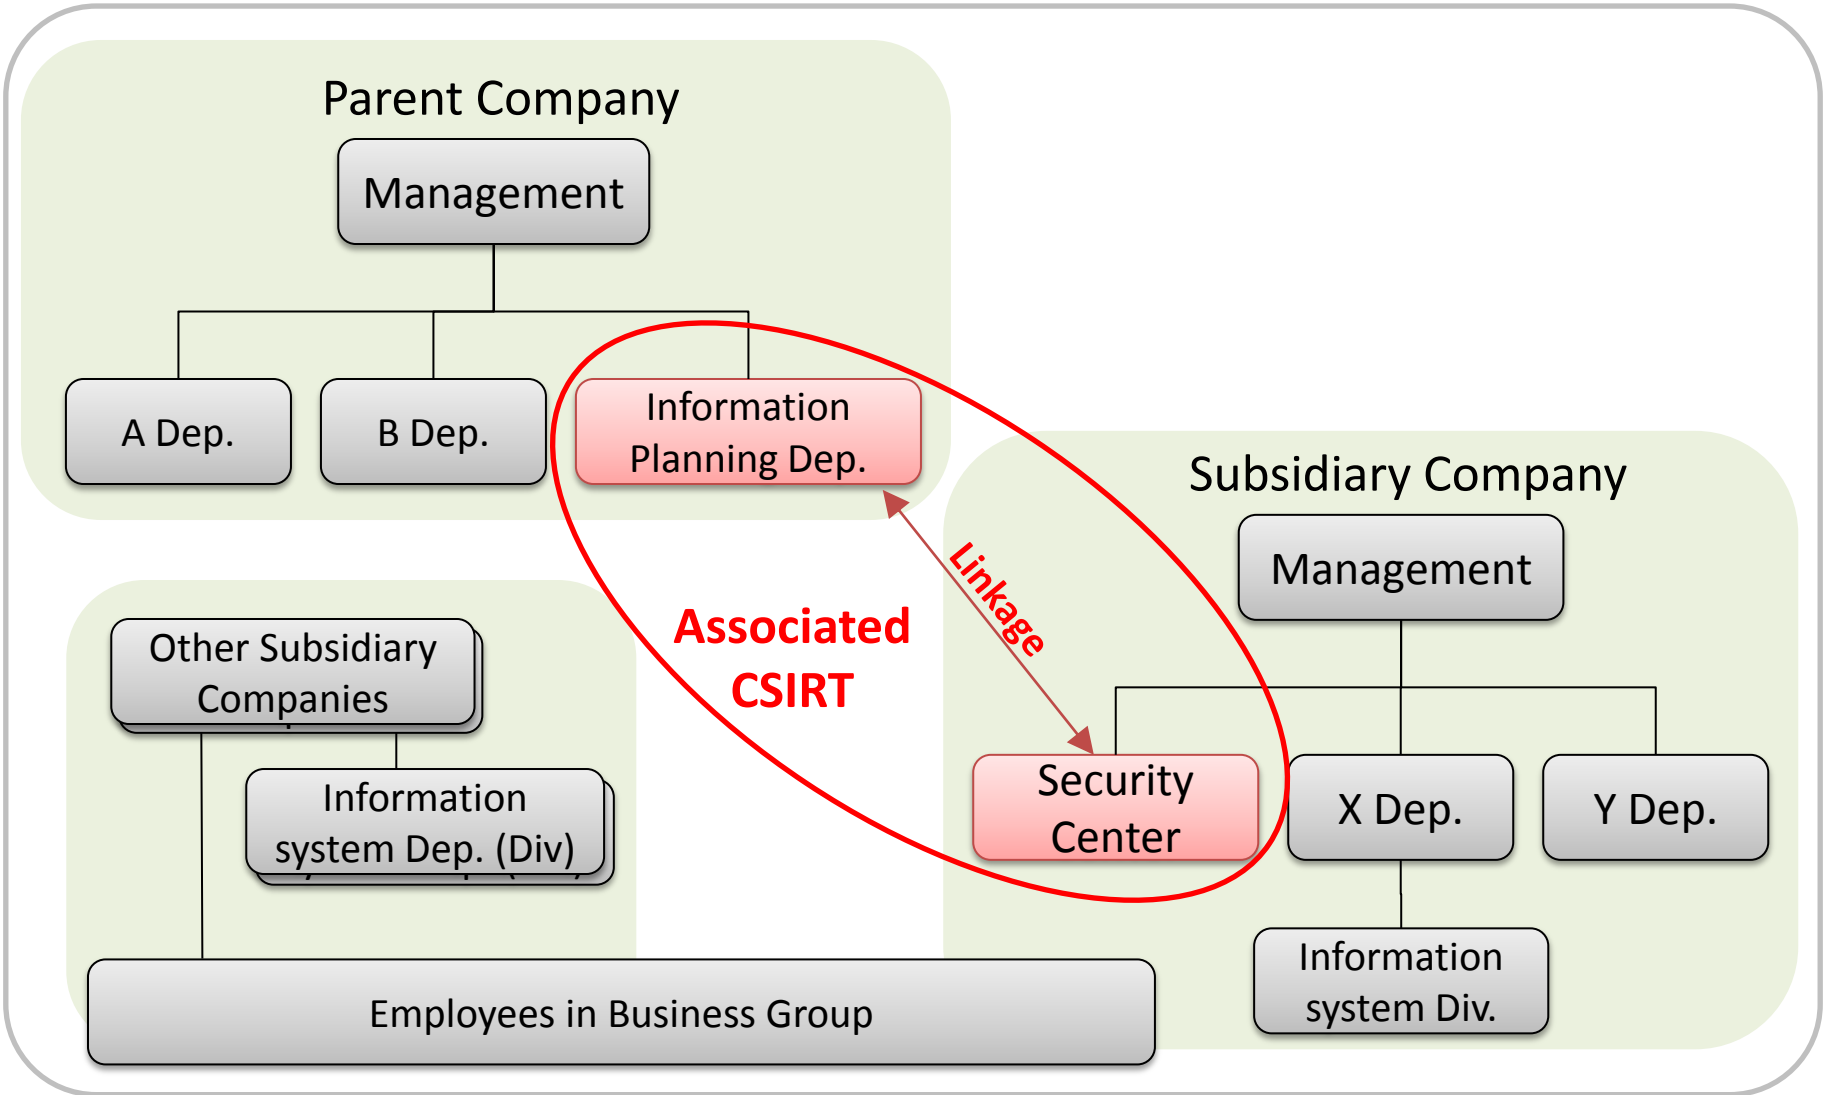 Parent Company
Management
A Dep.
B Dep.
Information
Planning Dep.
Subsidiary Company
Management
Linkage
Associated
CSIRT
Other Subsidiary
Companies
Information
system Dep. (Div)
Security
Center
X Dep.
Y Dep.
Information
system Div.
Employees in Business Group